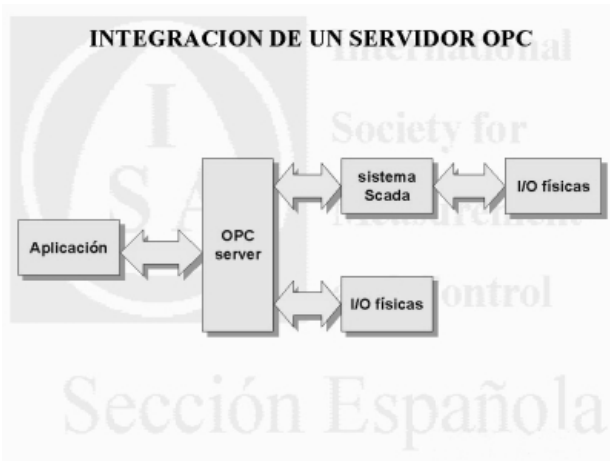 INTEGRACION DE UN SERVIDOR OPC
International
I
Society for
S A
Measurement
Control
sistema
Scada
I/O físicas
Aplicación
OPC
server
I/O físicas
Sección Española